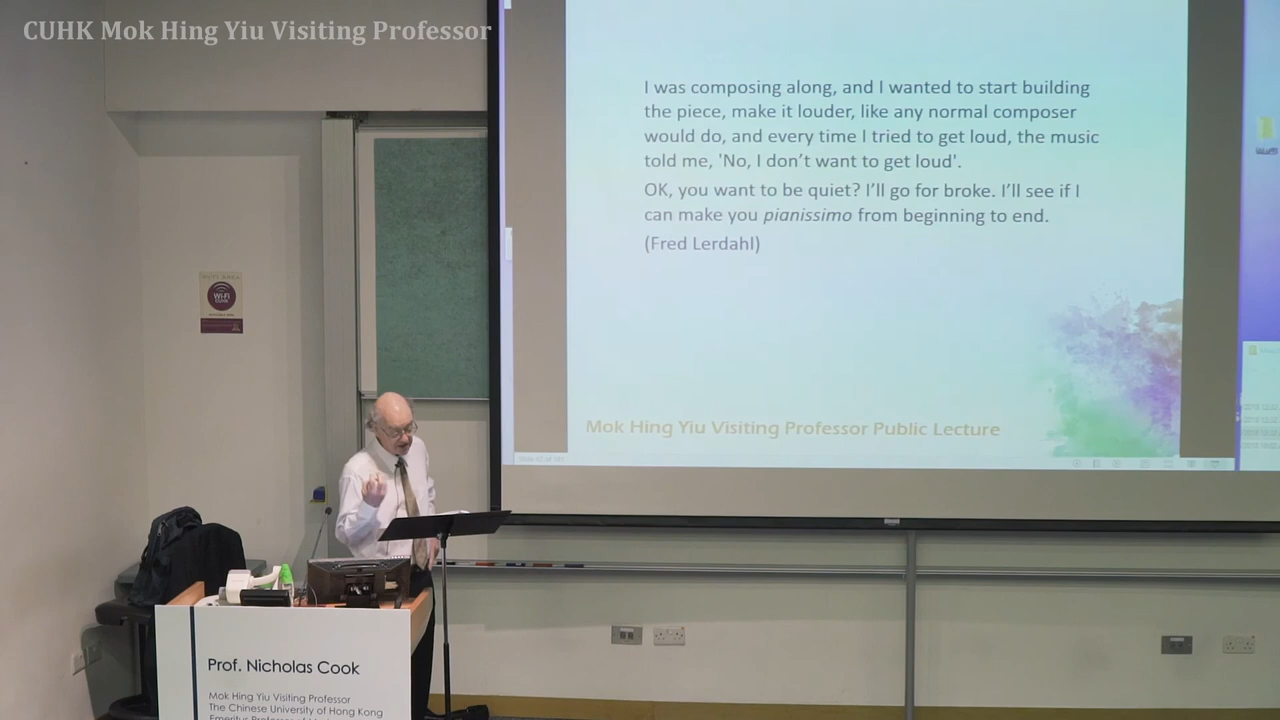 CUHK Mok Hing Yiu Visiting Professor
I was composing along, and I wanted to start building
the piece, make it louder, like any normal composer
would do, and every time I tried to get loud, the music
told me, 'No, I don't want to get loud'.
OK, you want to be quiet? I'll go for broke. I'll see if I
can make you pianissimo from beginning to end.
(Fred Lerdahl)
Mok Hing Yiu Visiting Professor Public Lecture
Wi-Fi
Prof. Nicholas Cook
Mok Hing Yiu Visiting Professor
The Chinese University of Hong Kong